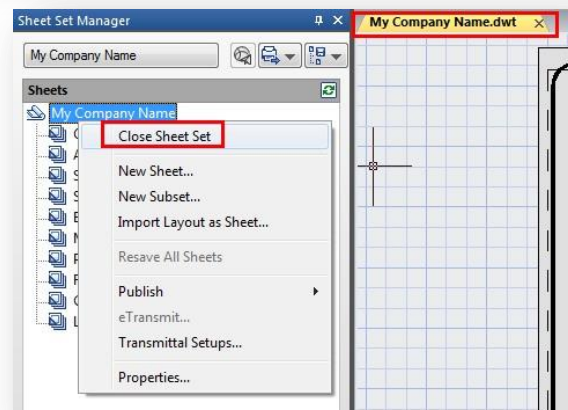 Sheet Set Manager
My Company Name.dwt
My Company Name
Sheets
My Company Name
Close Sheet Set
New Sheet...
New Subset...
Import Layout as Sheet...
Resave All Sheets
Publish
eTransmit...
Transmittal Setups...
Properties...